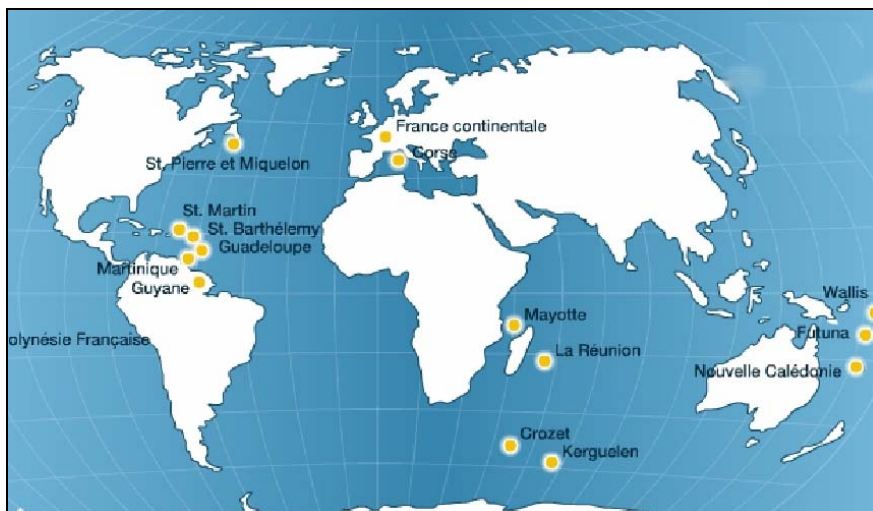 France continentale
Corse
St. Pierre et Miquelon
St. Martin
St. Barthélemy
Guadeloupe
Martinique
Guyane
Wallis
Mayotte
olynésie Française
Futuna
La Réunion
Nouvelle Calédonie
Crozet
Kerguelen